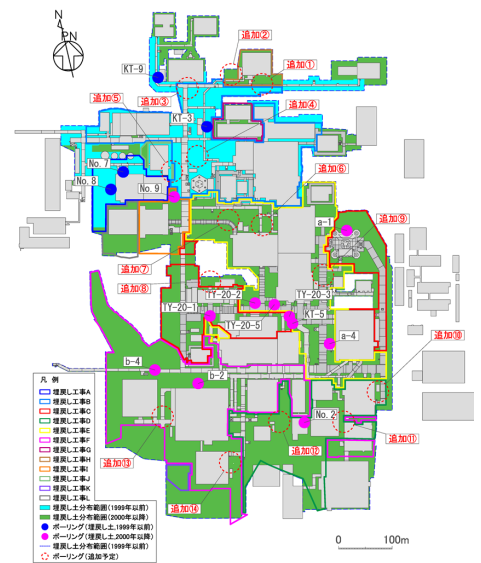 N
PN
追加②
追加①
KT-9
追加⑤
追加③
追加④
KT-3
No. 7
No. 8
No. 9
追加⑥
追加⑨
a-1
追加⑦
追加⑧
TY-20-2
TY-20-3
TY-20-1
KT-5
TY-20-5
a-4
追加⑩
b-4
b-2
No. 2
追加⑪
追加⑫
追加⑬
追加⑭
凡 例
埋戻し工事A
埋戻し工事B
埋戻し工事C
埋戻し工事D
埋戻し工事E
埋戻し工事F
埋戻し工事G
埋戻し工事H
埋戻し工事I
埋戻し工事J
埋戻し工事K
埋戻し工事L
埋戻し土分布範囲(1999年以前)
埋戻し土分布範囲(2000年以降)
ボーリング(埋戻し土,1999年以前)
ボーリング(埋戻し土,2000年以降)
埋戻し土分布範囲(1999年以前)
ボーリング(追加予定)
0 100m